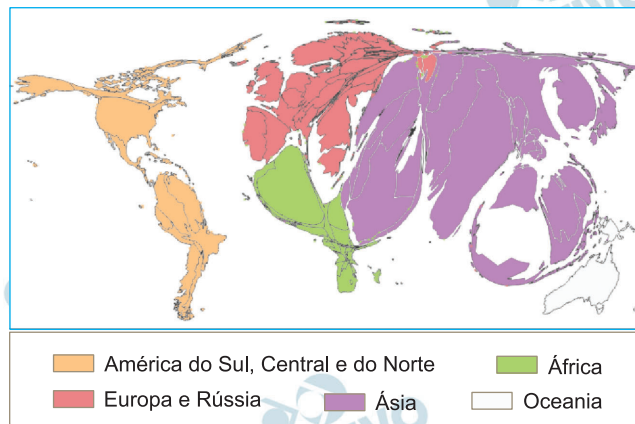 América do Sul, Central e do Norte
África
Europa e Rússia
Ásia
Oceania